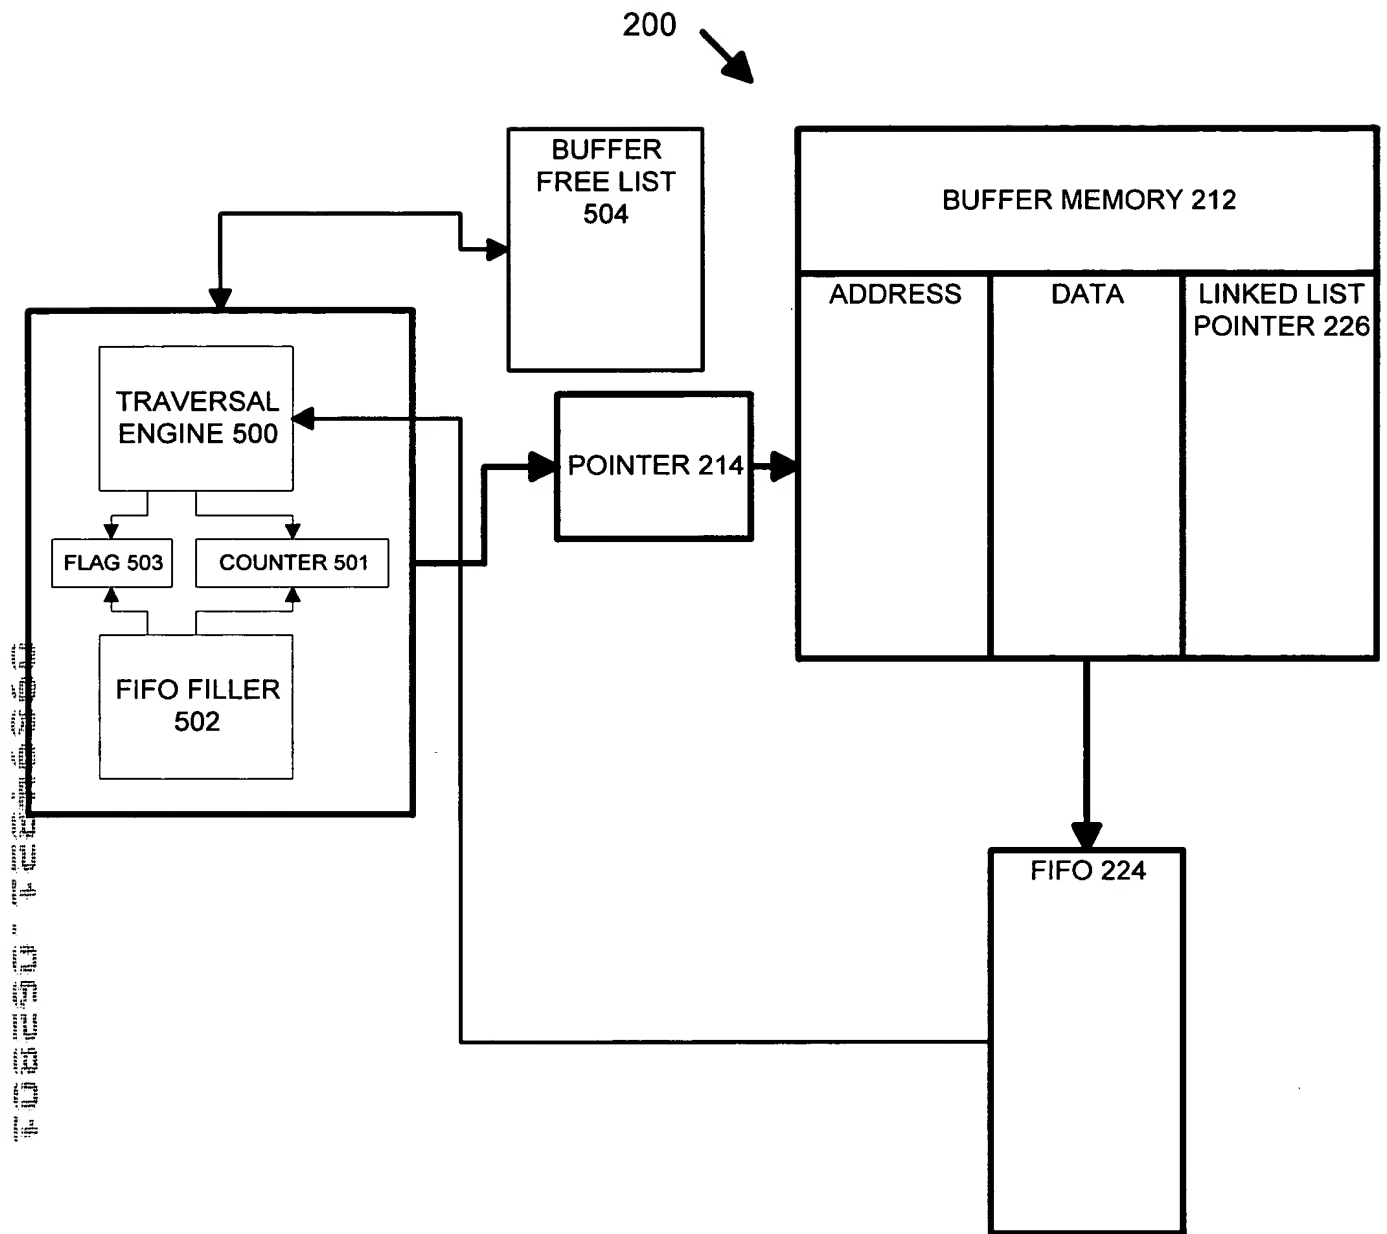 200
BUFFER
FREE LIST
504
BUFFER MEMORY 212
ADDRESS
DATA
LINKED LIST
POINTER 226
TRAVERSAL
ENGINE 500
POINTER 214
FLAG 503
COUNTER 501
FIFO FILLER
502
FIFO 224